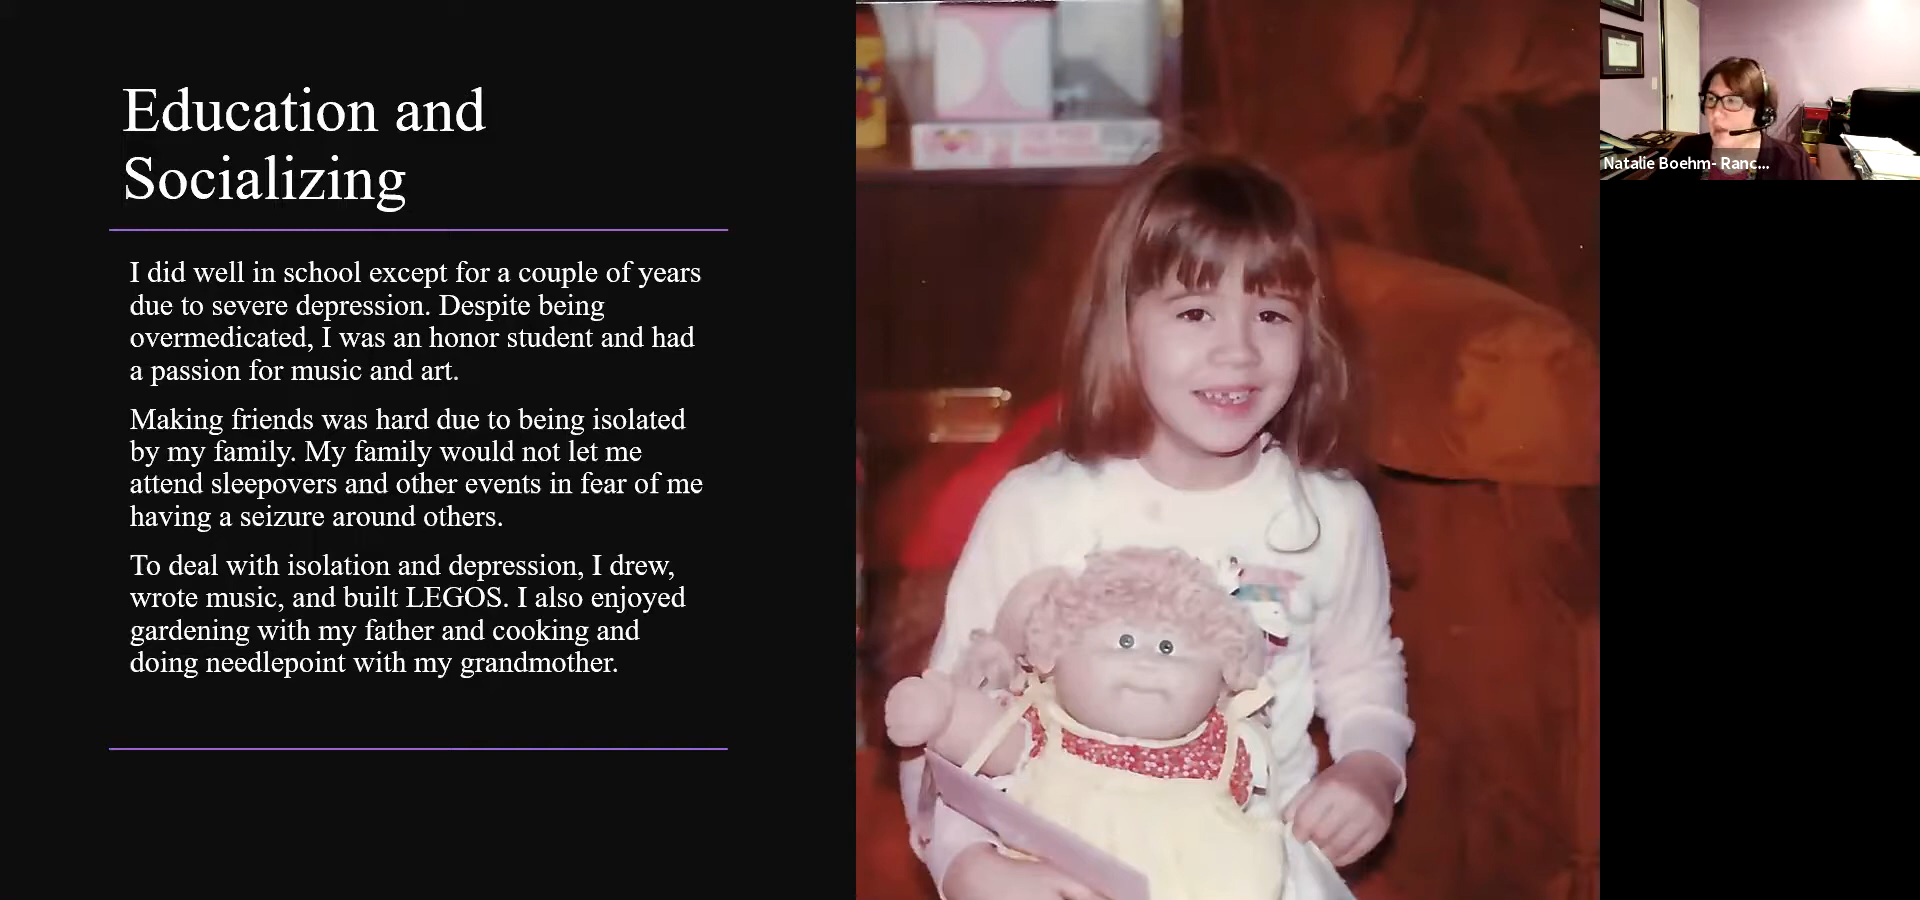 Education and
Socializing
I did well in school except for a couple of years
due to severe depression. Despite being
overmedicated, I was an honor student and had
a passion for music and art.
Making friends was hard due to being isolated
by my family. My family would not let me
attend sleepovers and other events in fear of me
having a seizure around others.
To deal with isolation and depression, I drew,
wrote music, and built LEGOS. I also enjoyed
gardening with my father and cooking and
doing needlepoint with my grandmother.
Natalie Boehm- Ranc...